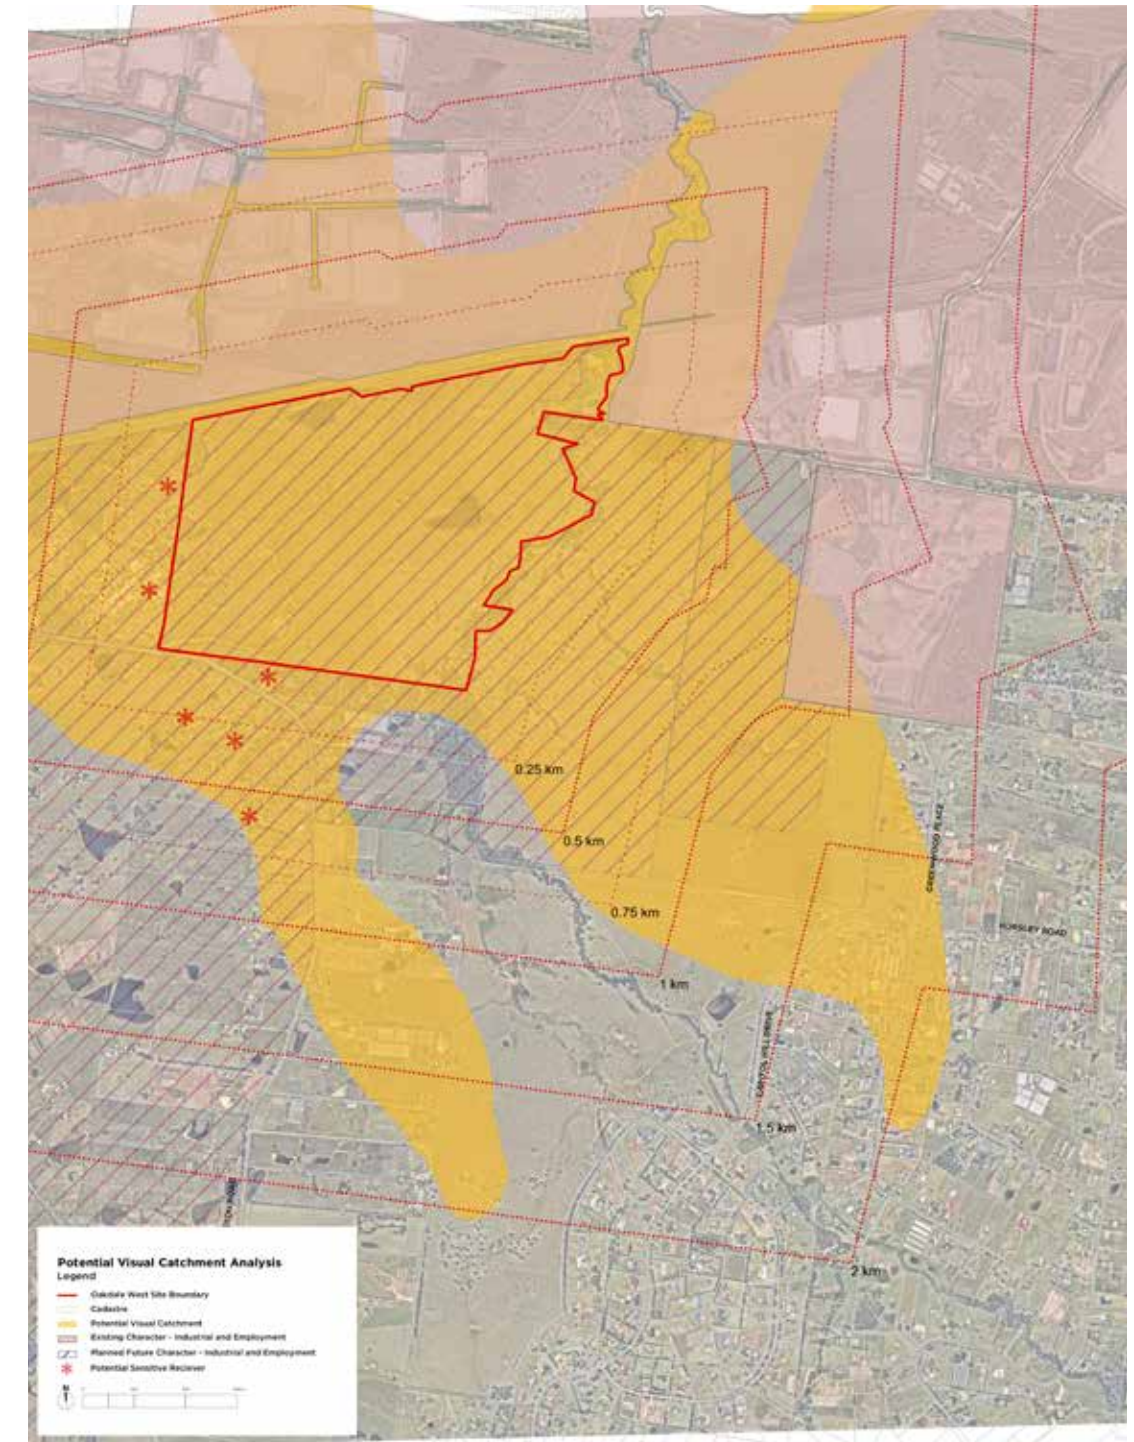 0.25 km
0.5 km
GREENWOOD PLACE
0.75 km
HORSLEY ROAD
1 km
1.5 km
2 km
Potential Visual Catchment Analysis
Legend
Oakdale West Site Boundary
Cadastre
Potential Visual Catchment
Existing Character - Industrial and Employment
Planned Future Character - Industrial and Employment
Potential Sensitive Reciever
N